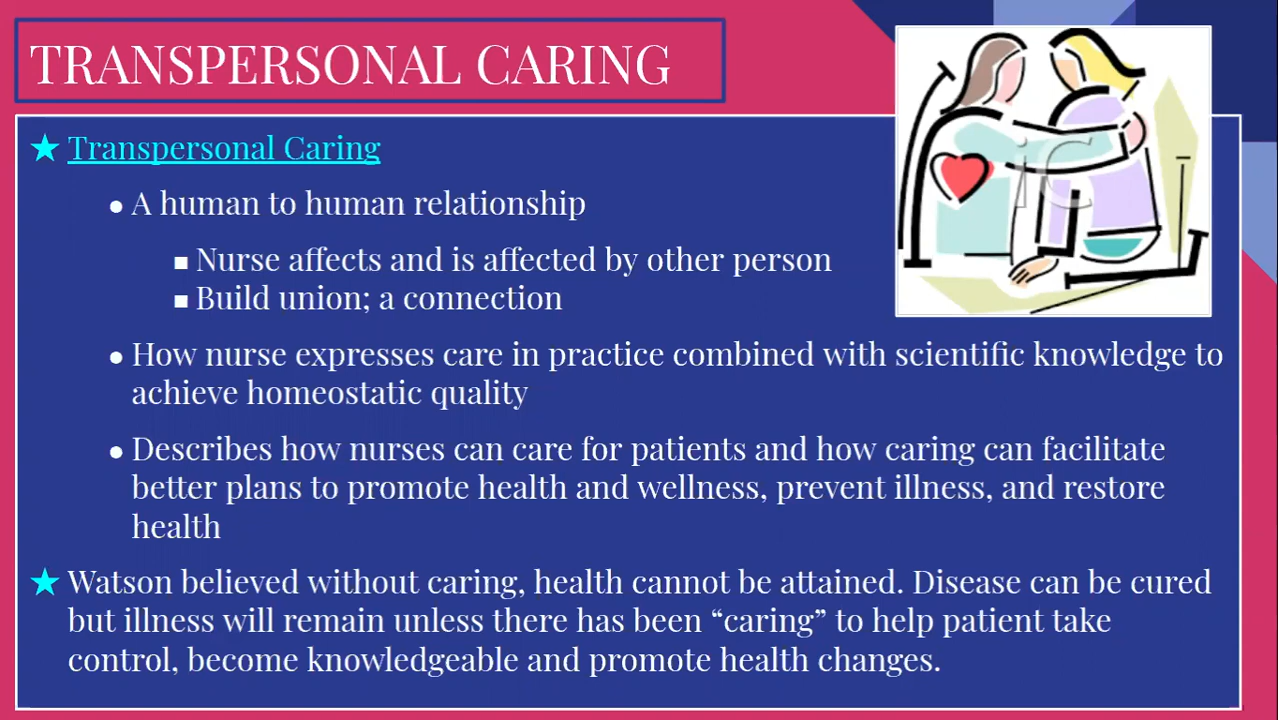 TRANSPERSONAL CARING
★ Transpersonal Caring
● A human to human relationship
■ Nurse affects and is affected by other person
■ Build union; a connection
● How nurse expresses care in practice combined with scientific knowledge to
achieve homeostatic quality
● Describes how nurses can care for patients and how caring can facilitate
better plans to promote health and wellness, prevent illness, and restore
health
★ Watson believed without caring, health cannot be attained. Disease can be cured
but illness will remain unless there has been “caring” to help patient take
control, become knowledgeable and promote health changes.
iC